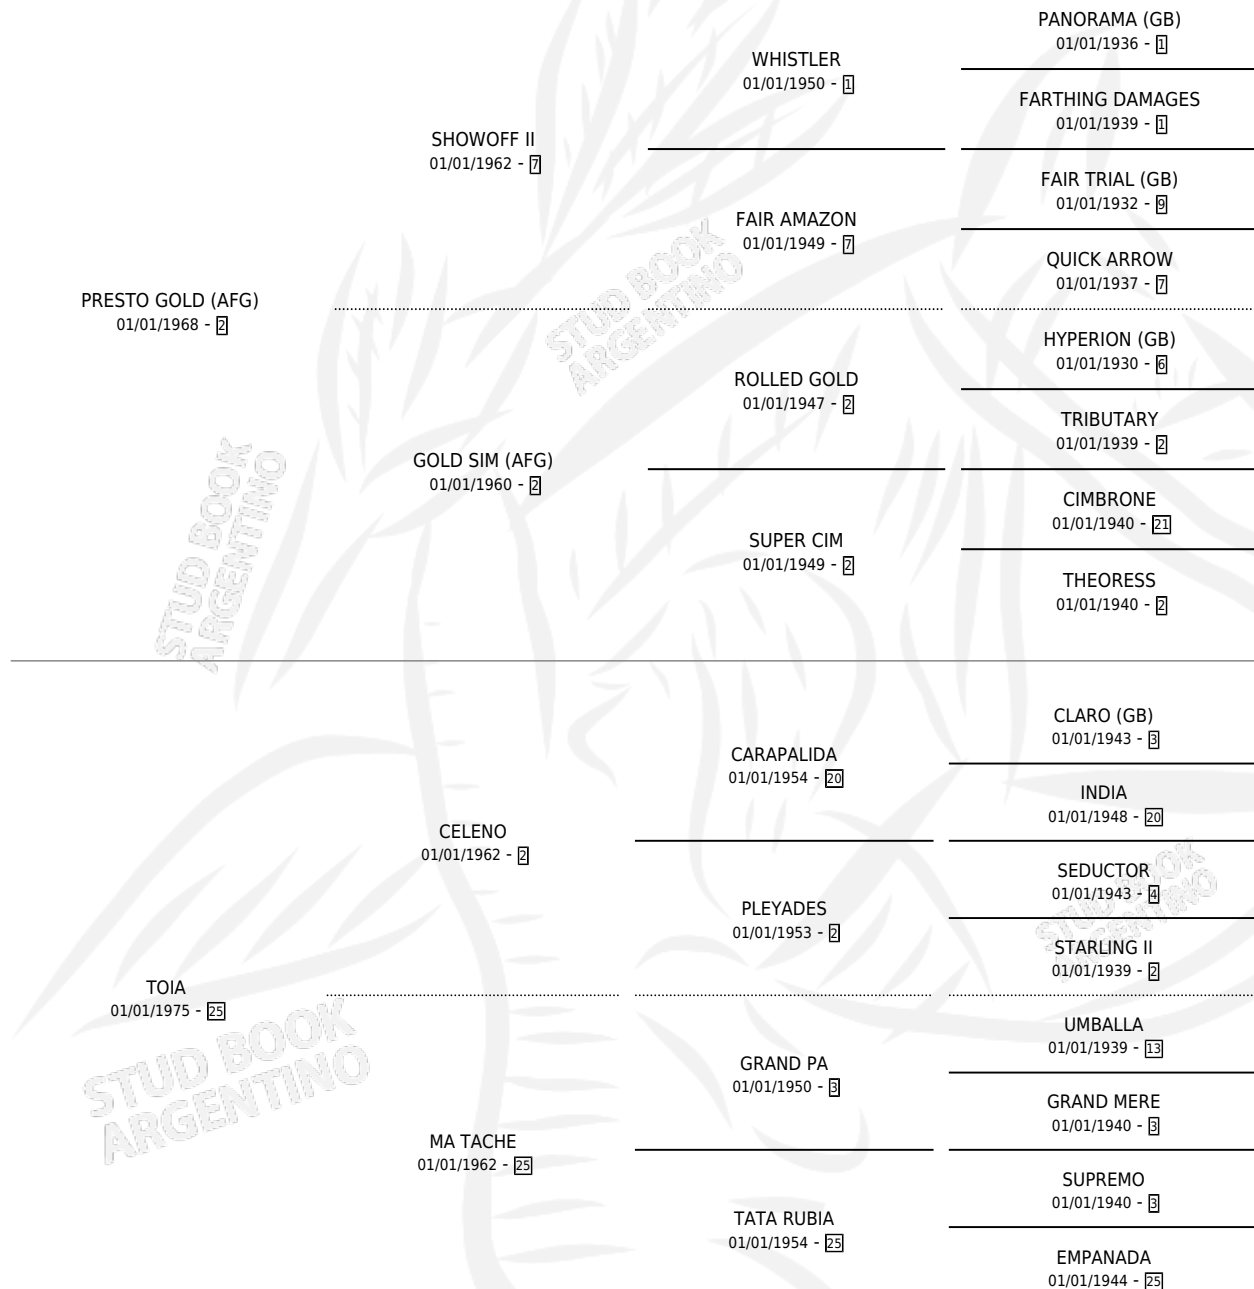 PANORAMA (GB)
01/01/1936 - 1
WHISTLER
01/01/1950 - 1
FARTHING DAMAGES
01/01/1939 - 1
SHOWOFF II
01/01/1962 - 7
FAIR TRIAL (GB)
01/01/1932 - 9
FAIR AMAZON
01/01/1949 - 7
QUICK ARROW
01/01/1937 - 7
PRESTO GOLD (AFG)
01/01/1968 - 2
STUD BOOK
ARGENTINO
HYPERION (GB)
01/01/1930 - 6
ROLLED GOLD
01/01/1947 - 2
TRIBUTARY
01/01/1939 - 2
GOLD SIM (AFG)
01/01/1960 - 2
CIMBRONE
01/01/1940 - 21
SUPER CIM
01/01/1949 - 2
THEORESS
01/01/1940 - 2
STUD BOOK
ARGENTINO
CLARO (GB)
01/01/1943 - 3
CARAPALIDA
01/01/1954 - 20
INDIA
01/01/1948 - 20
CELENO
01/01/1962 - 2
SEDUCTOR
01/01/1943 - 4
PLEYADES
01/01/1953 - 2
STARLING II
01/01/1939 - 2
STUD BOOK
ARGENTINO
TOIA
01/01/1975 - 25
UMBALLA
01/01/1939 - 13
GRAND PA
01/01/1950 - 3
GRAND MERE
01/01/1940 - 3
STUD BOOK
ARGENTINO
MA TACHE
01/01/1962 - 25
SUPREMO
01/01/1940 - 3
TATA RUBIA
01/01/1954 - 25
EMPANADA
01/01/1944 - 25